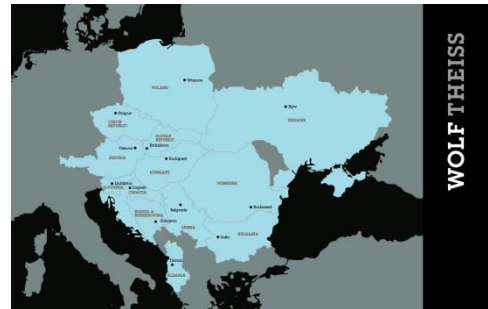 POLAND
Warsaw
Kyiv
UKRAINE
Prague
CZECH
REPUBLIC
SLOVAK
REPUBLIC
Vienna
Bratislava
AUSTRIA
Budapest
HUNGARY
Ljubljana
SLOVENIA
Zagreb
CROATIA
ROMANIA
Belgrade
Bucharest
BOSNIA &
HERZEGOVINA
Sarajevo
SERBIA
Sofia
BULGARIA
Tirana
ALBANIA
WOLF THEISS